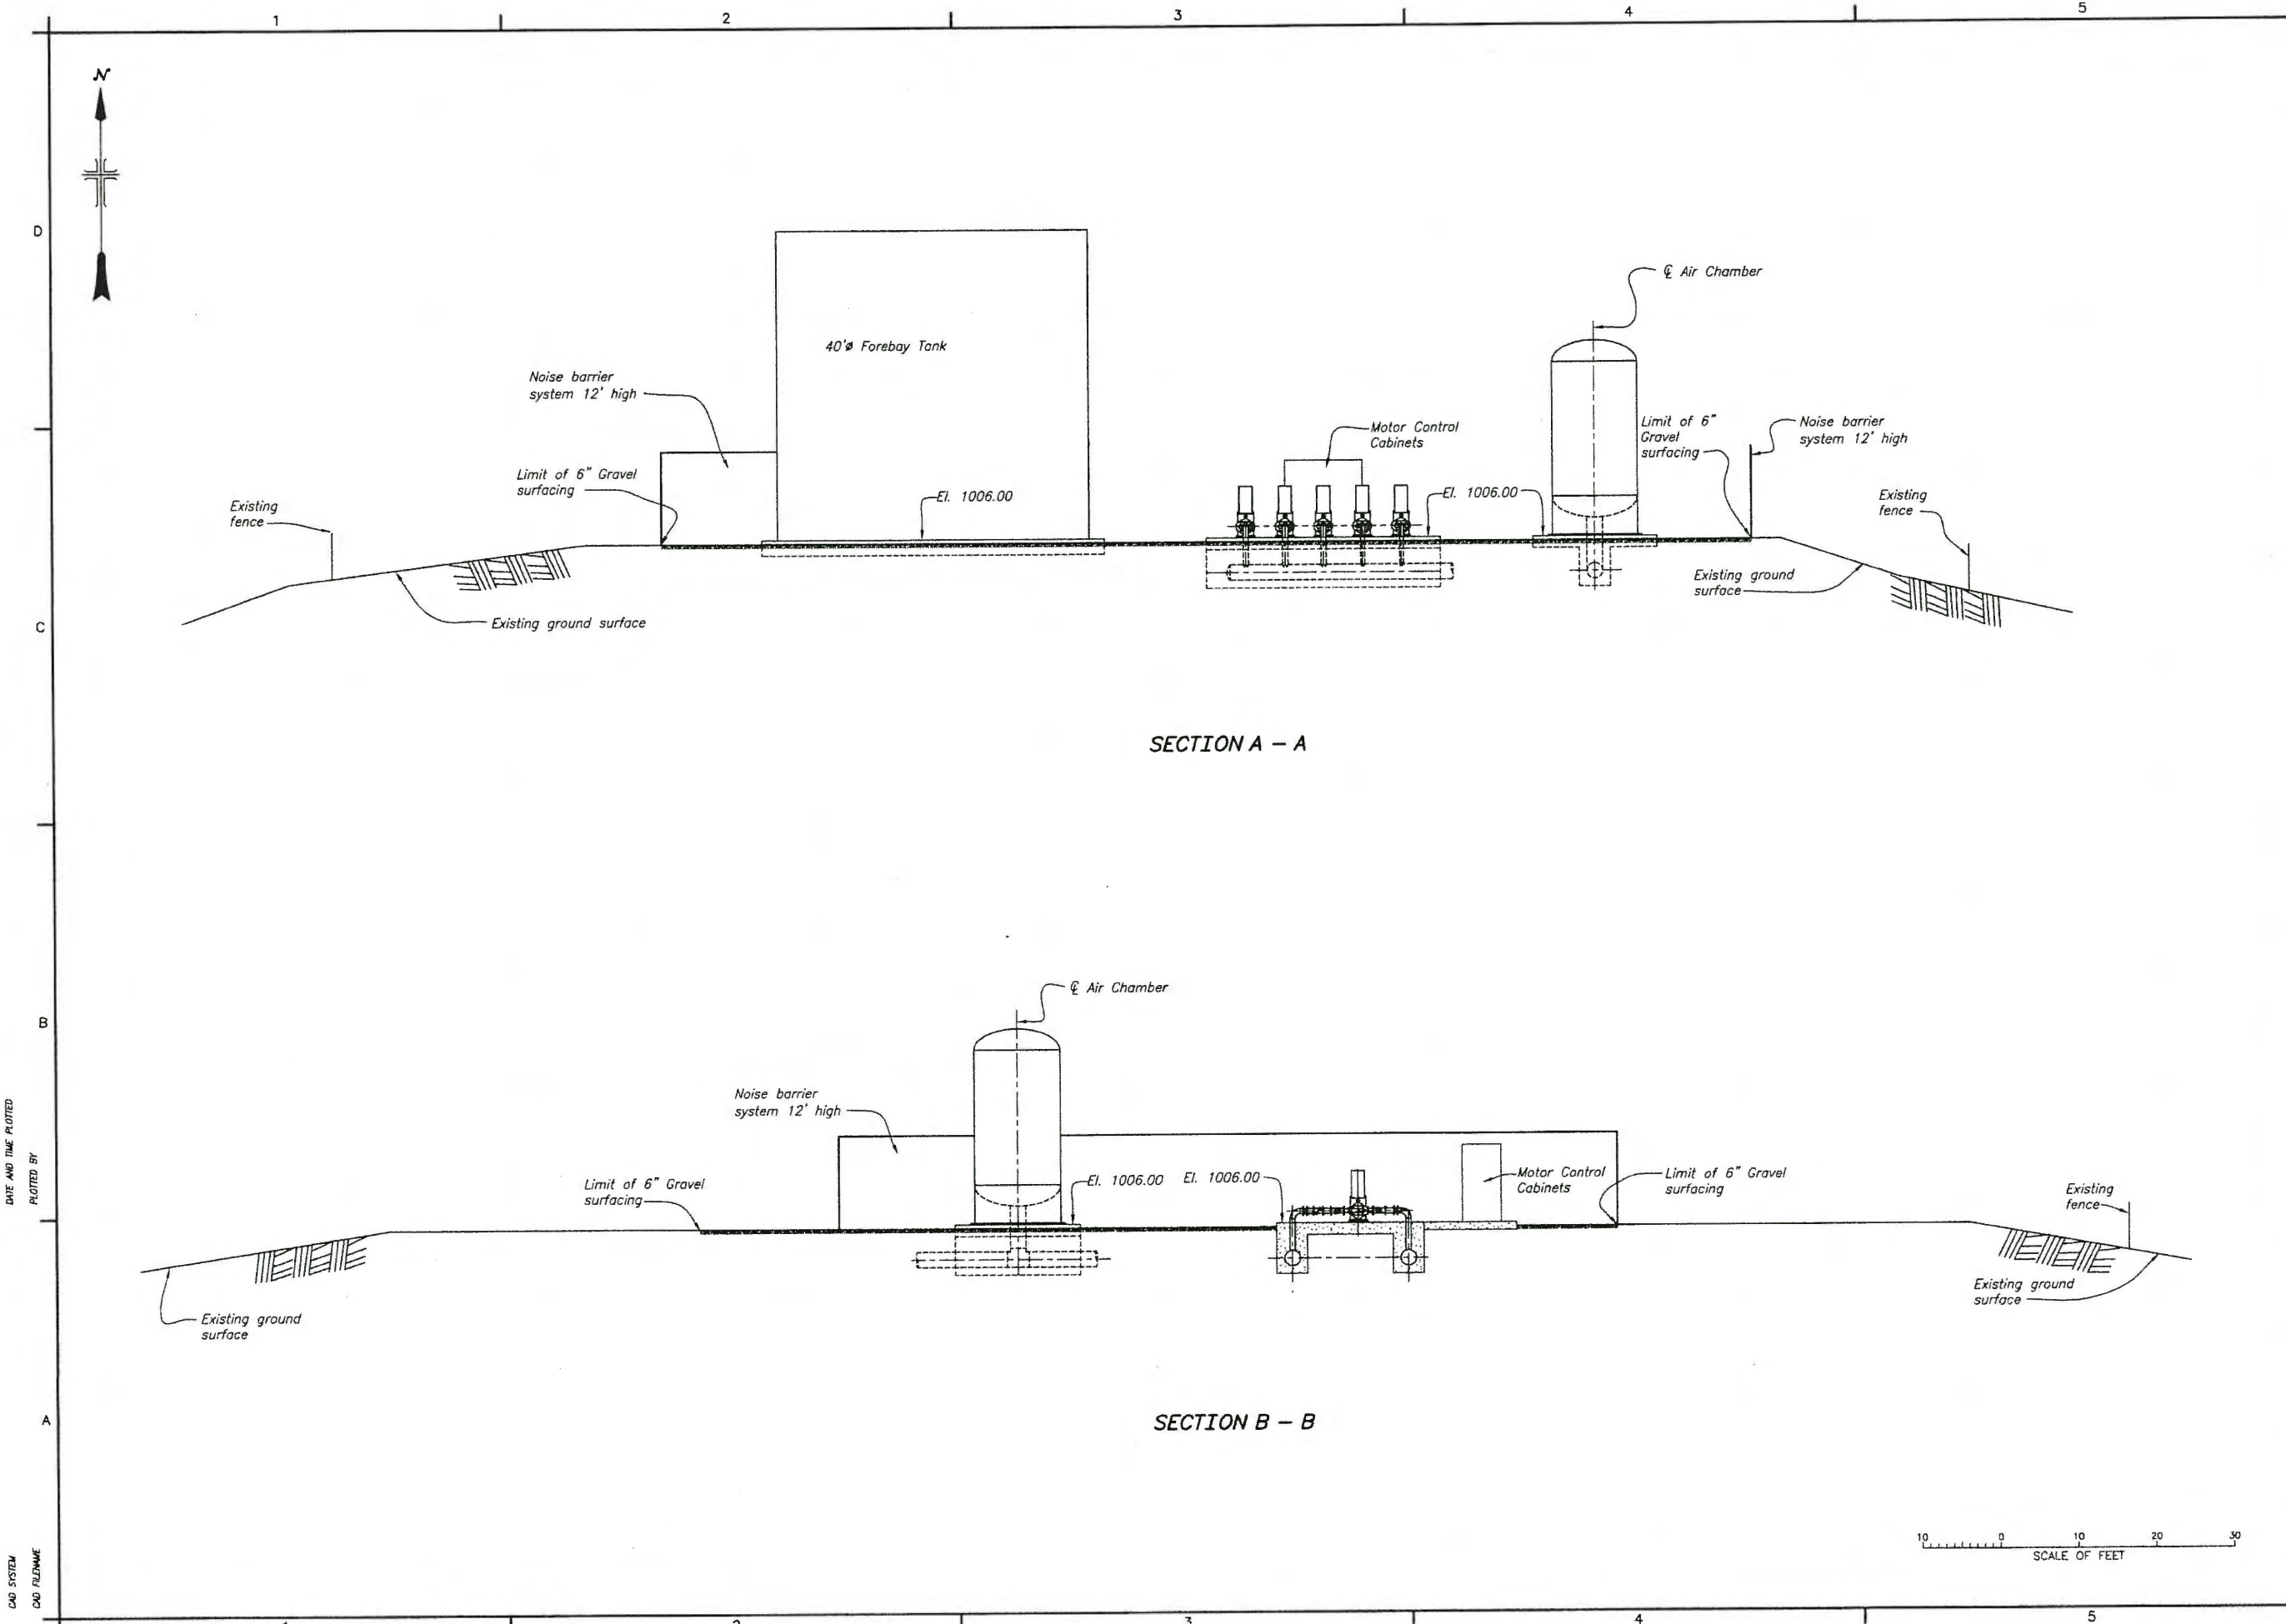 1 2 3 4 5
N
D
℄ Air Chamber
40'ø Forebay Tank
Noise barrier
system 12' high
Limit of 6" Gravel
surfacing
El. 1006.00
Existing
fence
Motor Control
Cabinets
El. 1006.00
Limit of 6"
Gravel
surfacing
Noise barrier
system 12' high
Existing
fence
Existing ground
surface
C
Existing ground surface
SECTION A – A
B
℄ Air Chamber
Noise barrier
system 12' high
Limit of 6" Gravel
surfacing
El. 1006.00 El. 1006.00
Motor Control
Cabinets
Limit of 6" Gravel
surfacing
Existing
fence
Existing ground
surface
Existing ground
surface
A
SECTION B – B
10 0 10 20 30
SCALE OF FEET
DATE AND TIME PLOTTED
PLOTTED BY
CAD SYSTEM
CAD FILENAME
3 4 5